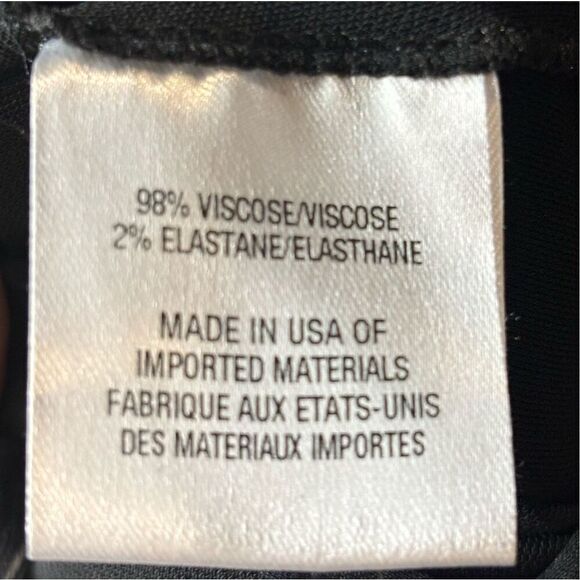 98% VISCOSE/VISCOSE
2% ELASTANE/ELASTHANE
MADE IN USA OF
IMPORTED MATERIALS
FABRIQUE AUX ETATS-UNIS
DES MATERIAUX IMPORTES